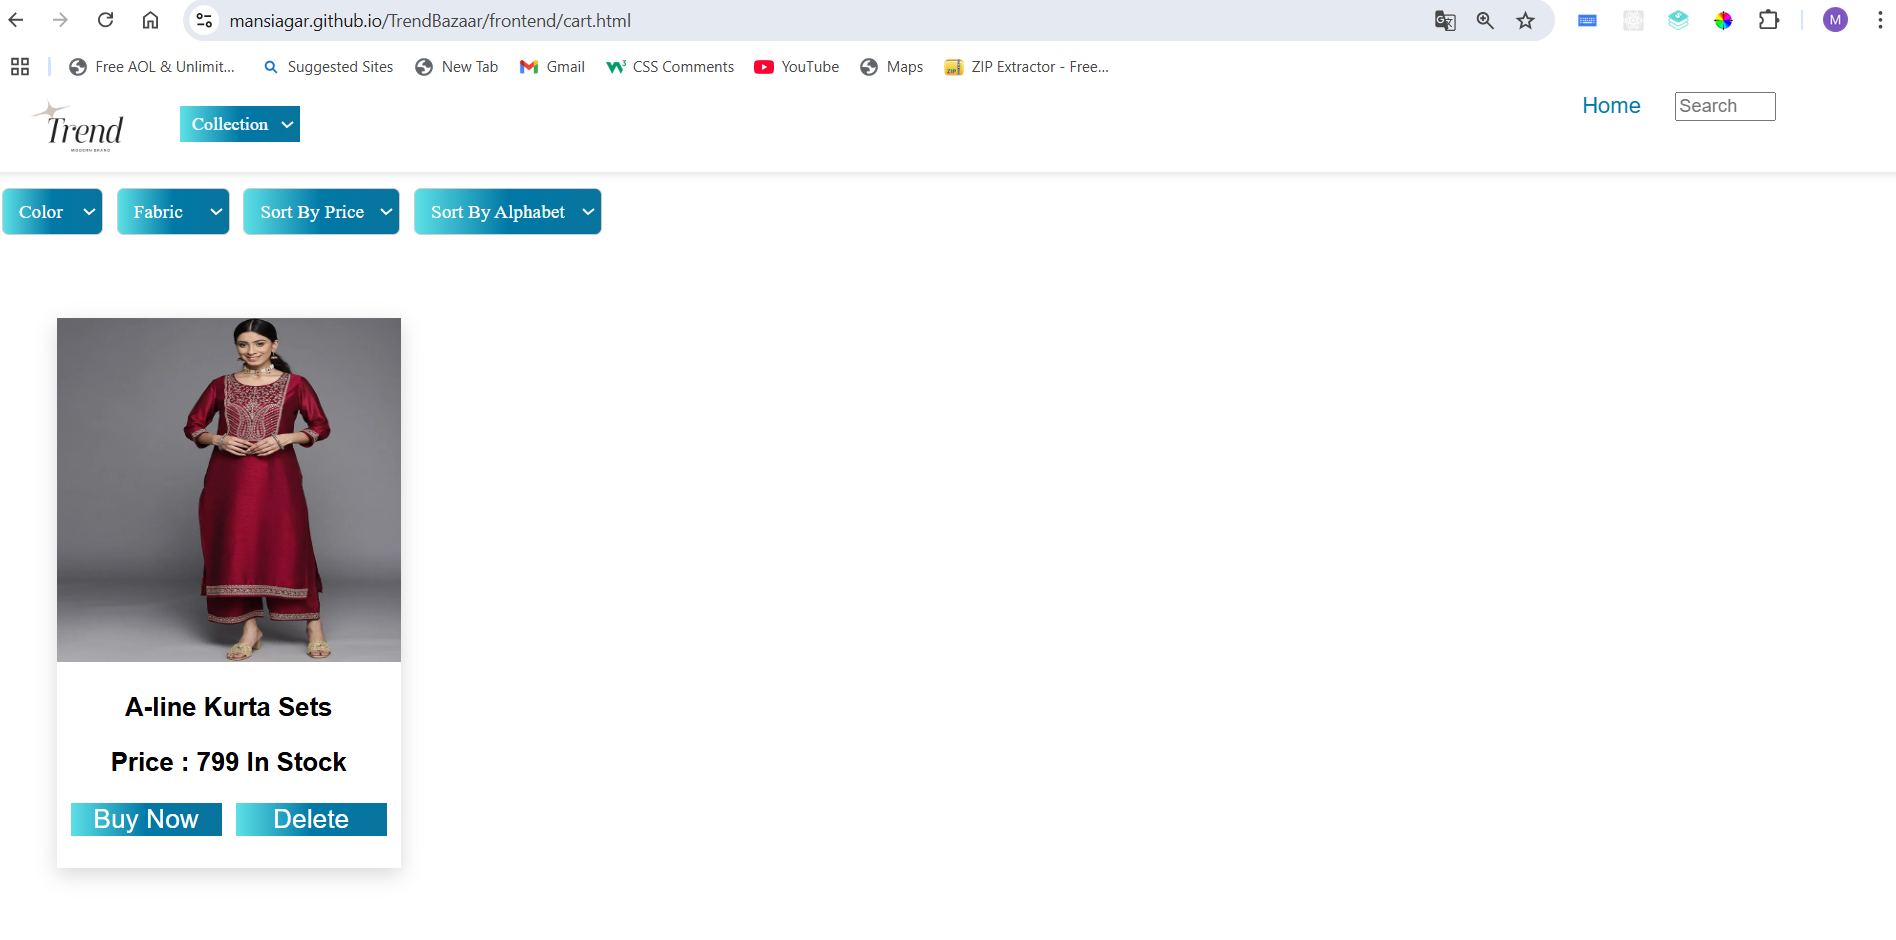 mansiagar.github.io/TrendBazaar/frontend/cart.html
M
Free AOL & Unlimit...
Suggested Sites
New Tab
Gmail
CSS Comments
YouTube
Maps
ZIP Extractor - Free...
Trend
MODERN BRAND
Collection
Home
Search
Color
Fabric
Sort By Price
Sort By Alphabet
A-line Kurta Sets
Price : 799 In Stock
Buy Now
Delete